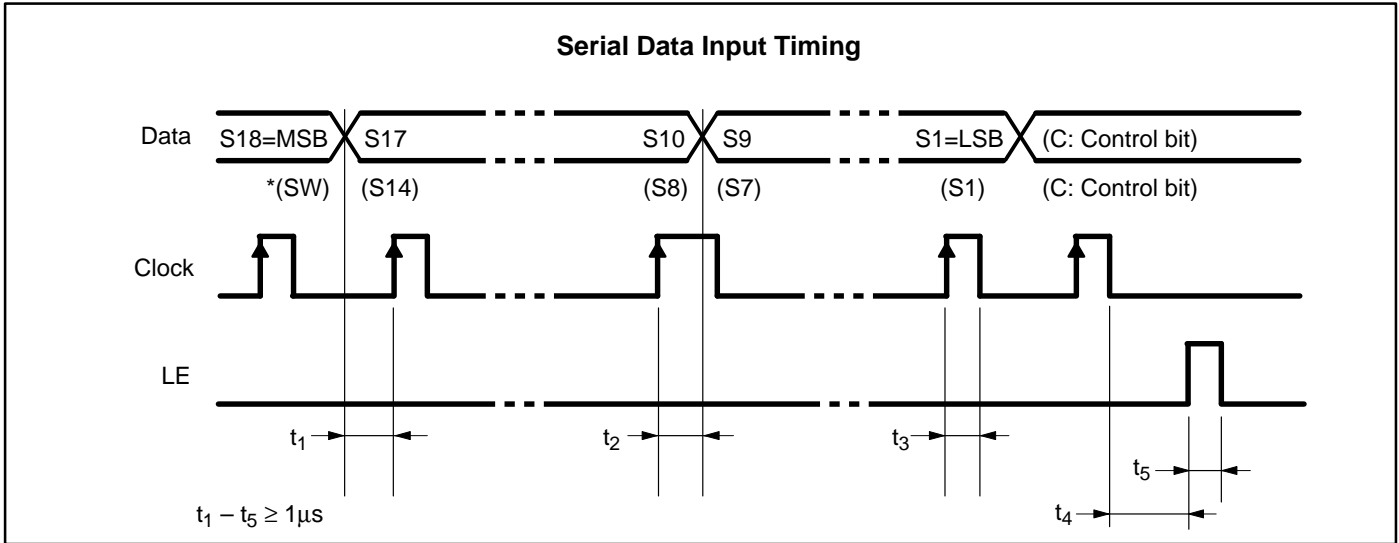 Serial Data Input Timing
Data S18=MSB S17 S10 S9 S1=LSB (C: Control bit)
*(SW) (S14) (S8) (S7) (S1) (C: Control bit)
Clock
LE
t1 t2 t3
t5
t4
t1 – t5 ≥ 1µs